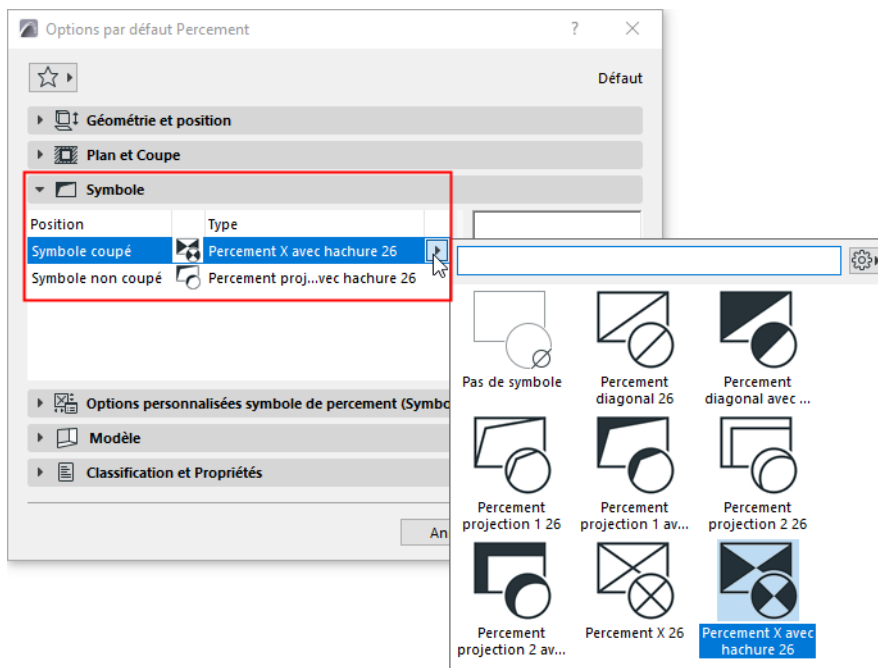 Options par défaut Percement
?
Défaut
Géométrie et position
Plan et Coupe
Symbole
Position Type
Symbole coupé Percement X avec hachure 26
Symbole non coupé Percement proj...vec hachure 26
Pas de symbole
Percement
diagonal 26
Percement
diagonal avec ...
Percement
projection 1 26
Percement
projection 1 av...
Percement
projection 2 26
Percement
projection 2 av...
Percement X 26
Percement X avec
hachure 26
Options personnalisées symbole de percement (Symbo
Modèle
Classification et Propriétés
An